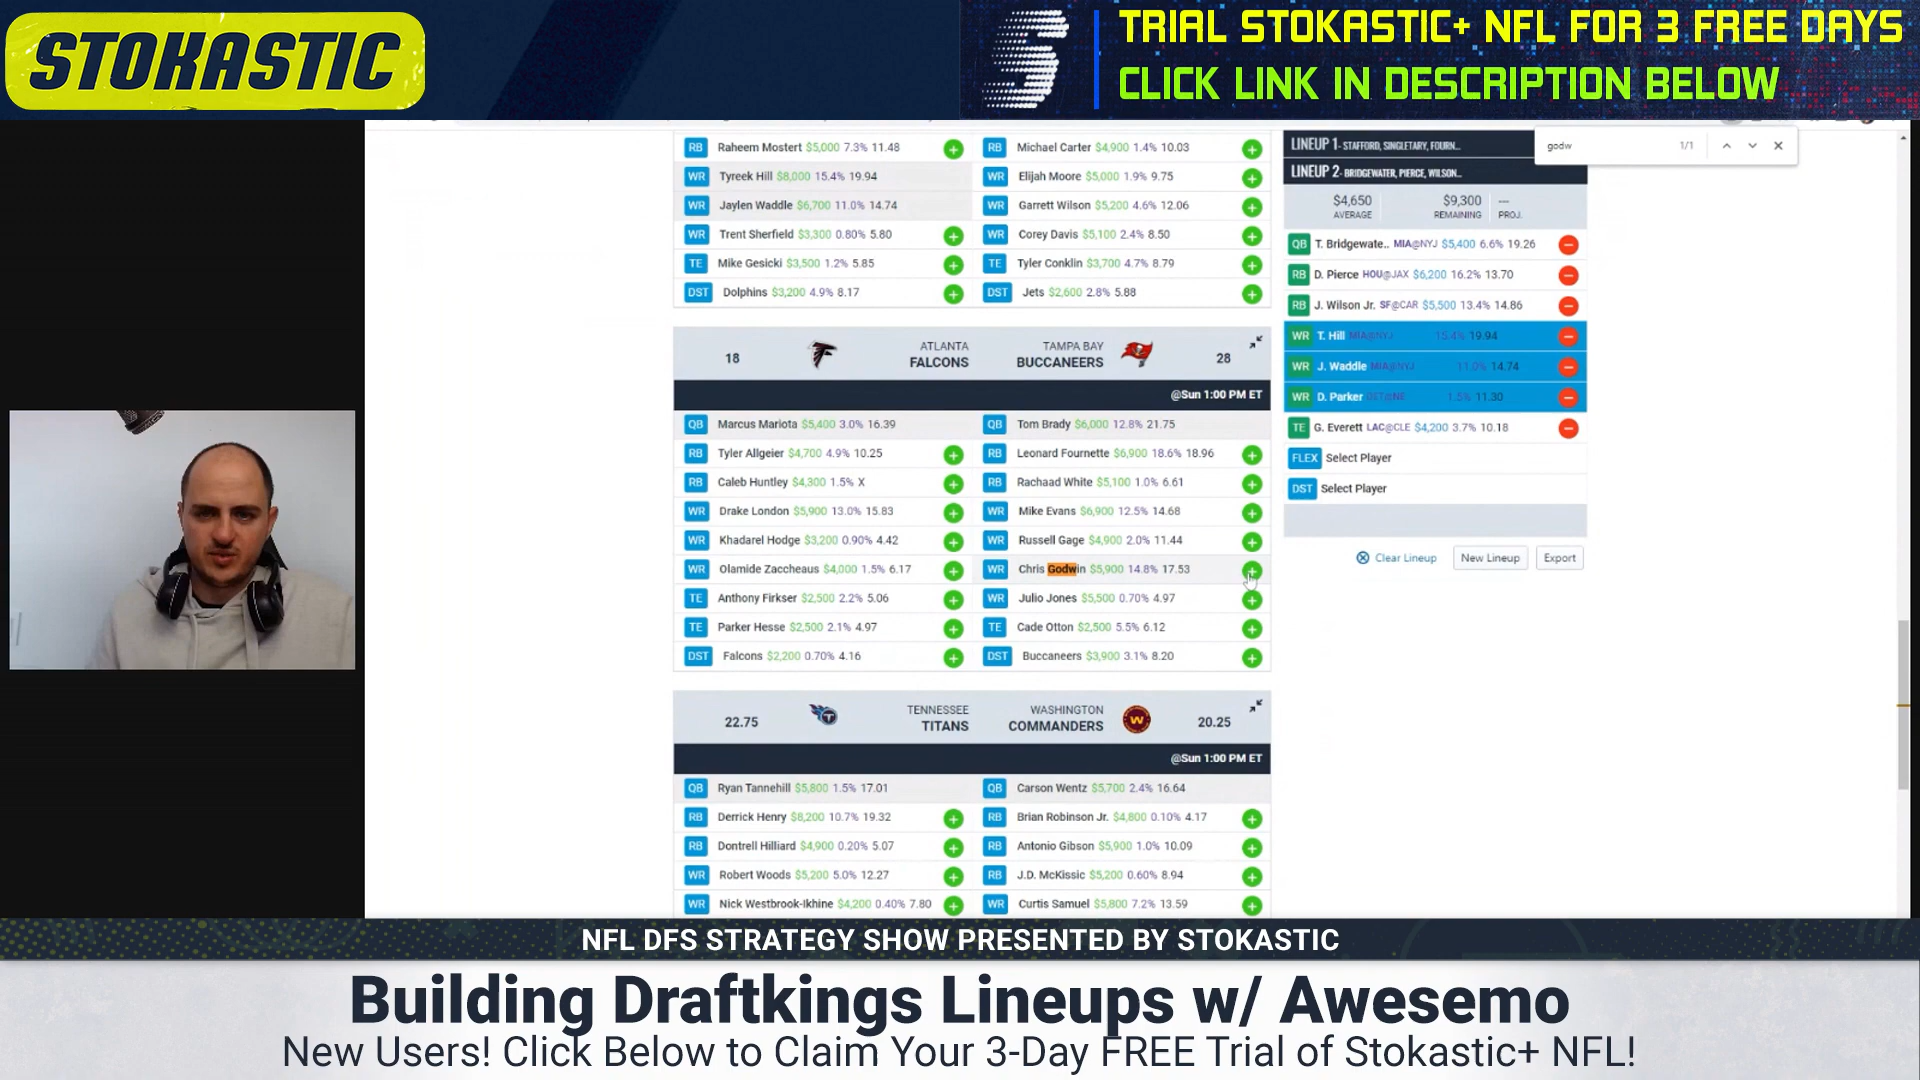 STOKASTIC
TRIAL STOKASTIC+ NFL FOR 3 FREE DAYS
CLICK LINK IN DESCRIPTION BELOW
RB Raheem Mostert $5,000 7.3% 11.48
RB Michael Carter $4,900 1.4% 10.03
WR Tyreek Hill $8,000 15.4% 19.94
WR Elijah Moore $5,000 1.9% 9.75
WR Jaylen Waddle $6,700 11.0% 14.74
WR Garrett Wilson $5,200 4.6% 12.06
WR Trent Sherfield $3,300 0.80% 5.80
WR Corey Davis $5,100 2.4% 8.50
TE Mike Gesicki $3,500 1.2% 5.85
TE Tyler Conklin $3,700 4.7% 8.79
DST Dolphins $3,200 4.9% 8.17
DST Jets $2,600 2.8% 5.88
18 ATLANTA FALCONS
TAMPA BAY BUCCANEERS 28
@Sun 1:00 PM ET
QB Marcus Mariota $5,400 3.0% 16.39
QB Tom Brady $6,000 12.8% 21.75
RB Tyler Allgeier $4,700 4.9% 10.25
RB Leonard Fournette $6,900 18.6% 18.96
RB Caleb Huntley $4,300 1.5% X
RB Rachaad White $5,100 1.0% 6.61
WR Drake London $5,900 13.0% 15.83
WR Mike Evans $6,900 12.5% 14.68
WR Khadarel Hodge $3,200 0.90% 4.42
WR Russell Gage $4,900 2.0% 11.44
WR Olamide Zaccheaus $4,000 1.5% 6.17
WR Chris Godwin $5,900 14.8% 17.53
TE Anthony Firkser $2,500 2.2% 5.06
WR Julio Jones $5,500 0.70% 4.97
TE Parker Hesse $2,500 2.1% 4.97
TE Cade Otton $2,500 5.5% 6.12
DST Falcons $2,200 0.70% 4.16
DST Buccaneers $3,900 3.1% 8.20
22.75 TENNESSEE TITANS
WASHINGTON COMMANDERS W 20.25
@Sun 1:00 PM ET
QB Ryan Tannehill $5,800 1.5% 17.01
QB Carson Wentz $5,700 2.4% 16.64
RB Derrick Henry $8,200 10.7% 19.32
RB Brian Robinson Jr. $4,800 0.10% 4.17
RB Dontrell Hilliard $4,900 0.20% 5.07
RB Antonio Gibson $5,900 1.0% 10.09
WR Robert Woods $5,200 5.0% 12.27
RB J.D. McKissic $5,200 0.60% 8.94
WR Nick Westbrook-Ikhine $4,200 0.40% 7.80
WR Curtis Samuel $5,800 7.2% 13.59
godw 1/1
LINEUP 1- STAFFORD, SINGLETARY, FOURN...
LINEUP 2- BRIDGEWATER, PIERCE, WILSON...
$4,650 $9,300 ---
AVERAGE REMAINING PROJ.
QB T. Bridgewate.. MIA@NYJ $5,400 6.6% 19.26
RB D. Pierce HOU@JAX $6,200 16.2% 13.70
RB J. Wilson Jr. SF@CAR $5,500 13.4% 14.86
WR T. Hill MIA@NYJ 15.4% 19.94
WR J. Waddle MIA@NYJ 11.0% 14.74
WR D. Parker DET@NE 1.5% 11.30
TE G. Everett LAC@CLE $4,200 3.7% 10.18
FLEX Select Player
DST Select Player
Clear Lineup New Lineup Export
NFL DFS STRATEGY SHOW PRESENTED BY STOKASTIC
Building Draftkings Lineups w/ Awesemo
New Users! Click Below to Claim Your 3-Day FREE Trial of Stokastic+ NFL!